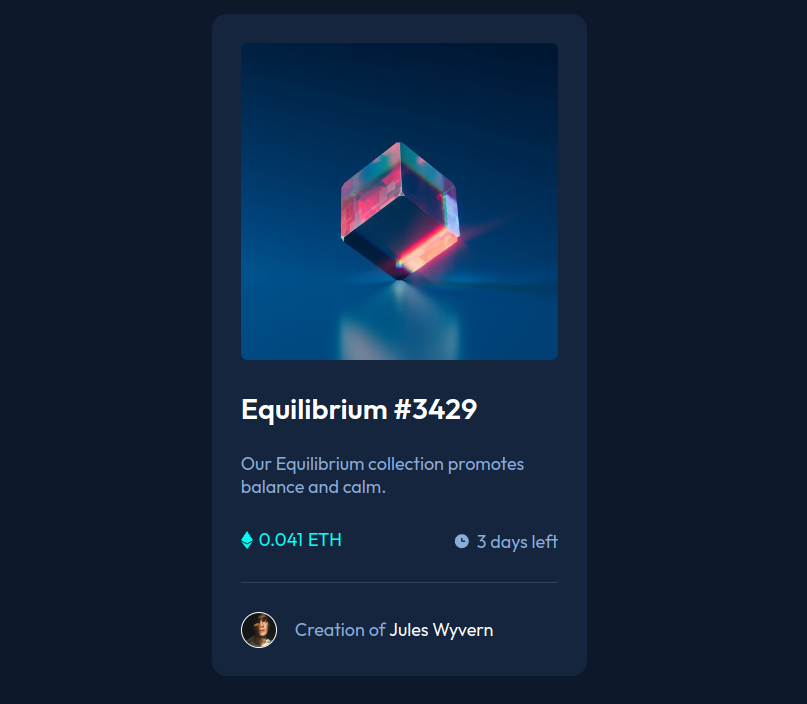 Equilibrium #3429
Our Equilibrium collection promotes
balance and calm.
0.041 ETH
3 days left
Creation of Jules Wyvern